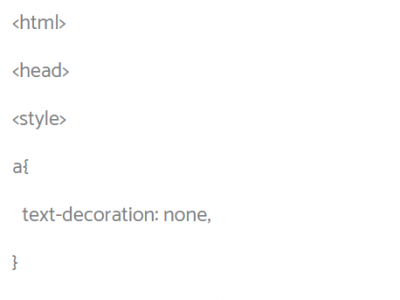 <html>
<head>
<style>
a{
text-decoration: none,
}